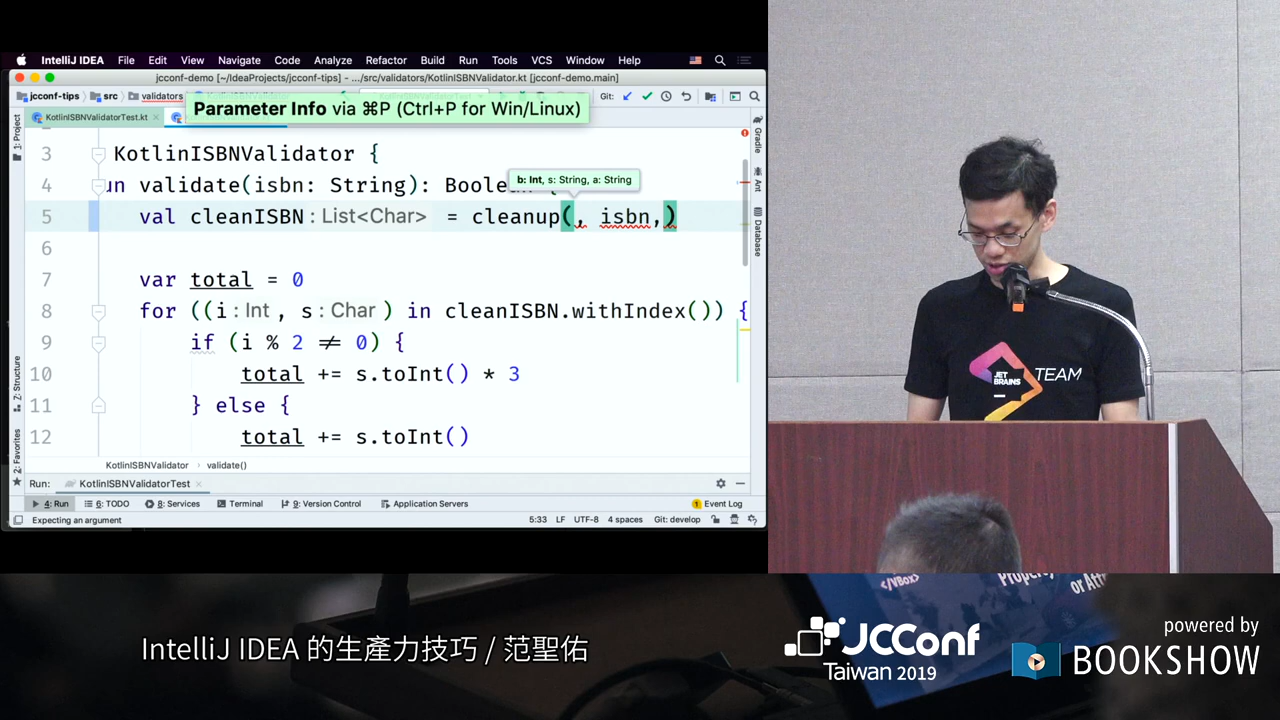 IntelliJ IDEA File Edit View Navigate Code Analyze Refactor Build Run Tools VCS Window Help
jcconf-demo [~/IdeaProjects/jcconf-tips] - .../src/validators/KotlinISBNValidator.kt [jcconf-demo.main]
jcconf-tips src validators
Git:
Parameter Info via ⌘P (Ctrl+P for Win/Linux)
KotlinISBNValidatorTest.kt
1: Project
Gradle
Ant
Database
3 KotlinISBNValidator {
b: Int, s: String, a: String
4 un validate(isbn: String): Boolean {
5 val cleanISBN: List<Char> = cleanup(, isbn,)
6
7 var total = 0
8 for ((i: Int, s: Char) in cleanISBN.withIndex()) {
9 if (i % 2 ≠ 0) {
10 total += s.toInt() * 3
11 } else {
12 total += s.toInt()
Z: Structure
2: Favorites
KotlinISBNValidator › validate()
Run: KotlinISBNValidatorTest
4: Run 6: TODO 8: Services Terminal 9: Version Control Application Servers 1 Event Log
Expecting an argument 5:33 LF UTF-8 4 spaces Git: develop
JET
BRAINS
TEAM
</VBox>
Property
or Att
IntelliJ IDEA 的生產力技巧 / 范聖佑
JCConf
Taiwan 2019
powered by
BOOKSHOW